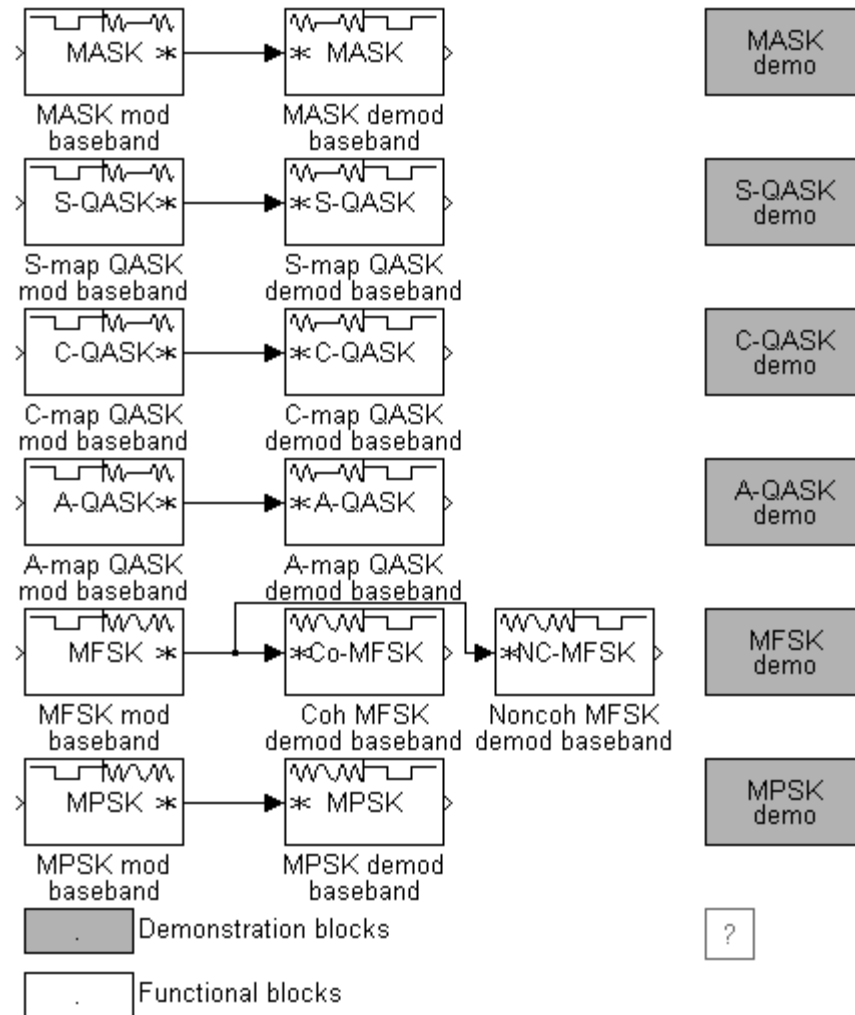 MASK *
* MASK
MASK
demo
MASK mod
baseband
MASK demod
baseband
S-QASK*
*S-QASK
S-QASK
demo
S-map QASK
mod baseband
S-map QASK
demod baseband
C-QASK*
*C-QASK
C-QASK
demo
C-map QASK
mod baseband
C-map QASK
demod baseband
A-QASK*
*A-QASK
A-QASK
demo
A-map QASK
mod baseband
A-map QASK
demod baseband
MFSK *
*Co-MFSK
*NC-MFSK
MFSK
demo
MFSK mod
baseband
Coh MFSK
demod baseband
Noncoh MFSK
demod baseband
MPSK *
* MPSK
MPSK
demo
MPSK mod
baseband
MPSK demod
baseband
. Demonstration blocks
?
. Functional blocks